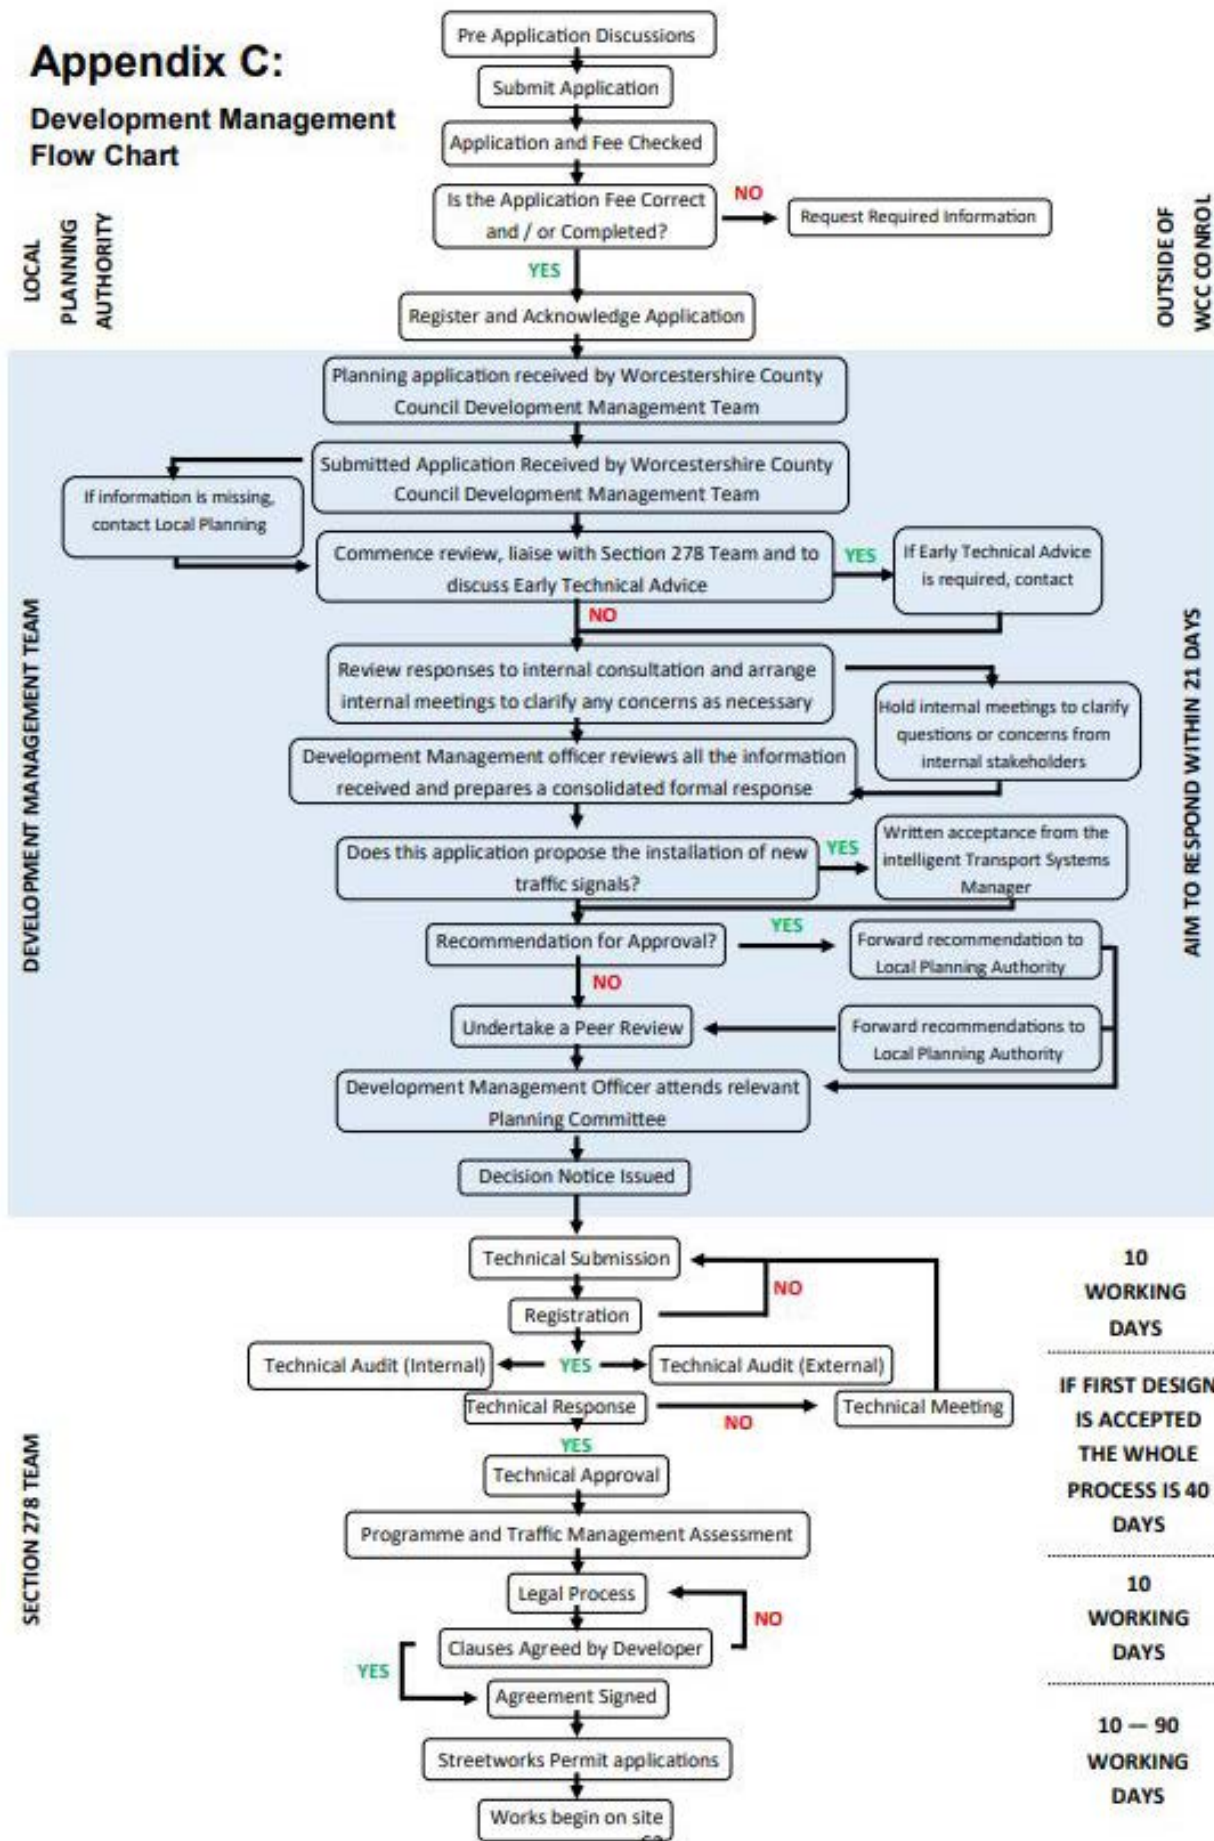 Appendix C:
Development Management
Flow Chart
Pre Application Discussions
Submit Application
Application and Fee Checked
Is the Application Fee Correct
and / or Completed?
NO
Request Required Information
YES
Register and Acknowledge Application
LOCAL
PLANNING
AUTHORITY
OUTSIDE OF
WCC CONROL
Planning application received by Worcestershire County
Council Development Management Team
Submitted Application Received by Worcestershire County
Council Development Management Team
If information is missing,
contact Local Planning
Commence review, liaise with Section 278 Team and to
discuss Early Technical Advice
YES
If Early Technical Advice
is required, contact
NO
Review responses to internal consultation and arrange
internal meetings to clarify any concerns as necessary
Hold internal meetings to clarify
questions or concerns from
internal stakeholders
Development Management officer reviews all the information
received and prepares a consolidated formal response
Does this application propose the installation of new
traffic signals?
YES
Written acceptance from the
intelligent Transport Systems
Manager
Recommendation for Approval?
YES
Forward recommendation to
Local Planning Authority
NO
Undertake a Peer Review
Forward recommendations to
Local Planning Authority
Development Management Officer attends relevant
Planning Committee
Decision Notice Issued
DEVELOPMENT MANAGEMENT TEAM
AIM TO RESPOND WITHIN 21 DAYS
Technical Submission
NO
Registration
Technical Audit (Internal)
YES
Technical Audit (External)
Technical Response
NO
Technical Meeting
YES
Technical Approval
Programme and Traffic Management Assessment
Legal Process
NO
Clauses Agreed by Developer
YES
Agreement Signed
Streetworks Permit applications
Works begin on site
SECTION 278 TEAM
10
WORKING
DAYS
IF FIRST DESIGN
IS ACCEPTED
THE WHOLE
PROCESS IS 40
DAYS
10
WORKING
DAYS
10 — 90
WORKING
DAYS